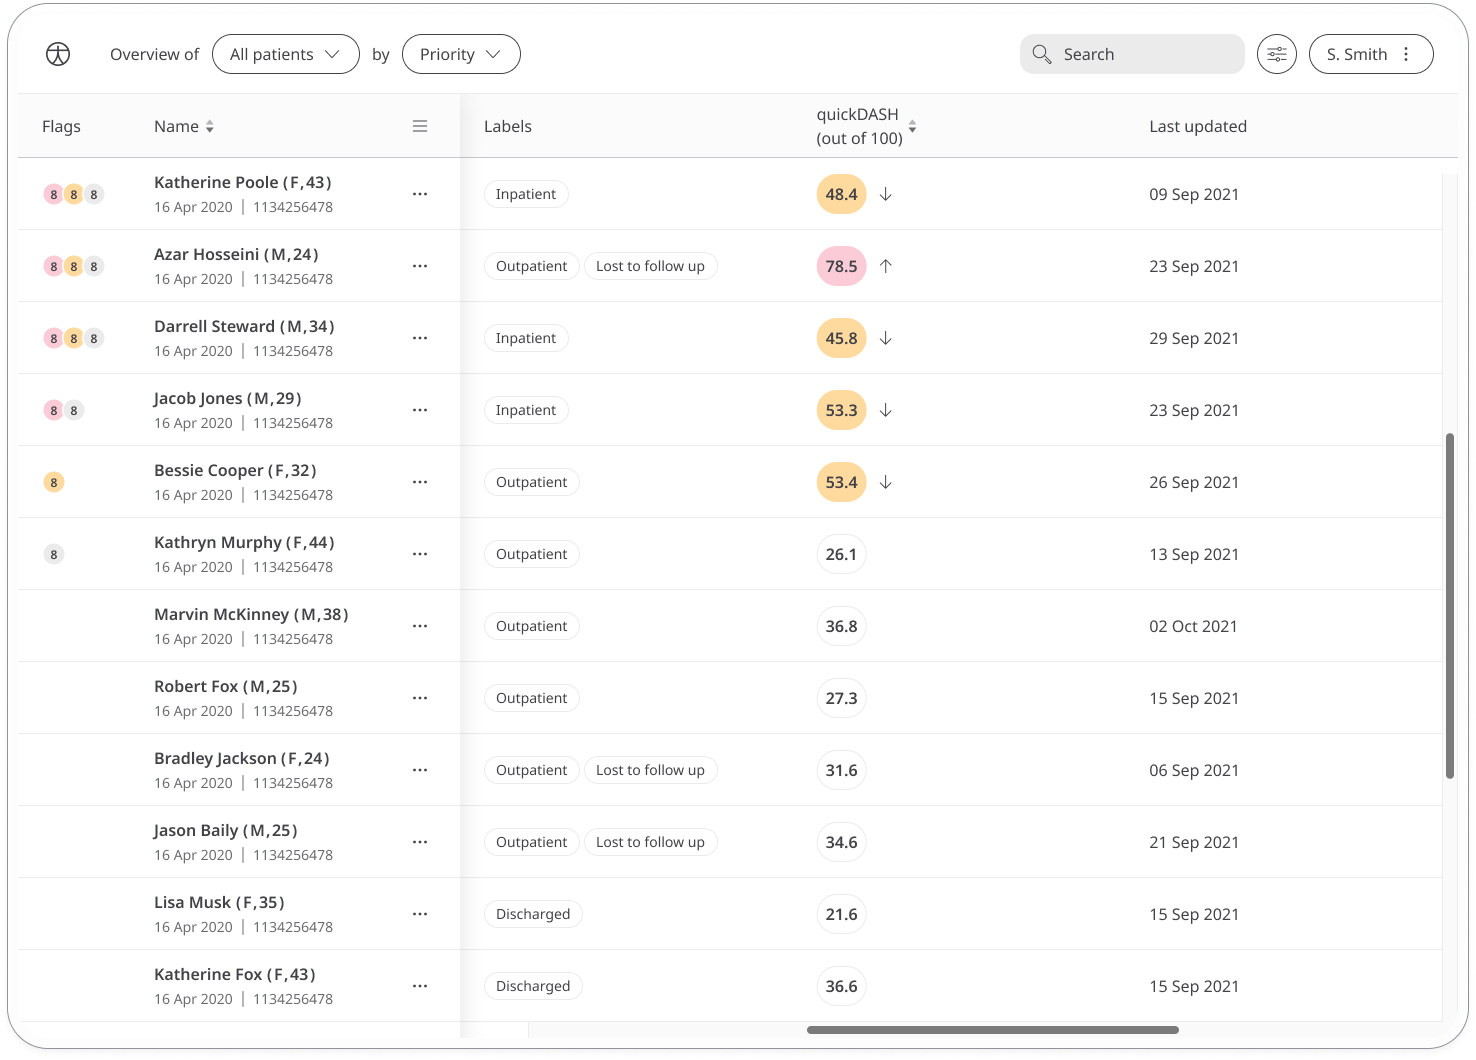 Overview of All patients by Priority Search S. Smith
Flags Name Labels quickDASH (out of 100) Last updated
8 8 8 Katherine Poole (F,43) Inpatient 48.4 09 Sep 2021
16 Apr 2020 | 1134256478
8 8 8 Azar Hosseini (M,24) Outpatient Lost to follow up 78.5 23 Sep 2021
16 Apr 2020 | 1134256478
8 8 8 Darrell Steward (M,34) Inpatient 45.8 29 Sep 2021
16 Apr 2020 | 1134256478
8 8 Jacob Jones (M,29) Inpatient 53.3 23 Sep 2021
16 Apr 2020 | 1134256478
8 Bessie Cooper (F,32) Outpatient 53.4 26 Sep 2021
16 Apr 2020 | 1134256478
8 Kathryn Murphy (F,44) Outpatient 26.1 13 Sep 2021
16 Apr 2020 | 1134256478
Marvin McKinney (M,38) Outpatient 36.8 02 Oct 2021
16 Apr 2020 | 1134256478
Robert Fox (M,25) Outpatient 27.3 15 Sep 2021
16 Apr 2020 | 1134256478
Bradley Jackson (F,24) Outpatient Lost to follow up 31.6 06 Sep 2021
16 Apr 2020 | 1134256478
Jason Baily (M,25) Outpatient Lost to follow up 34.6 21 Sep 2021
16 Apr 2020 | 1134256478
Lisa Musk (F,35) Discharged 21.6 15 Sep 2021
16 Apr 2020 | 1134256478
Katherine Fox (F,43) Discharged 36.6 15 Sep 2021
16 Apr 2020 | 1134256478